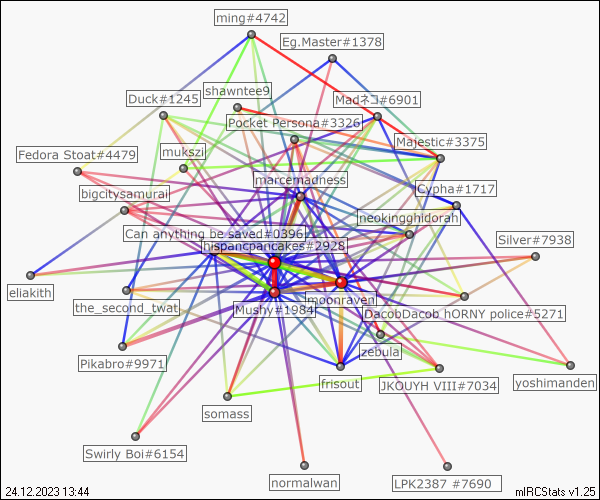 ming#4742
Eg.Master#1378
shawntee9
Duck#1245
Madネコ#6901
Pocket Persona#3326
Majestic#3375
mukszi
Fedora Stoat#4479
marcemadness
bigcitysamurai
Cypha#1717
neokingghidorah
Can anything be saved#0396
hispancpancakes#2928
Silver#7938
eliakith
the_second_twat
Mushy#1984
moonraven
DacobDacob hORNY police#5271
zebula
Pikabro#9971
frisout
JKOUYH VIII#7034
yoshimanden
somass
Swirly Boi#6154
normalwan
LPK2387 #7690
24.12.2023 13:44
mIRCStats v1.25